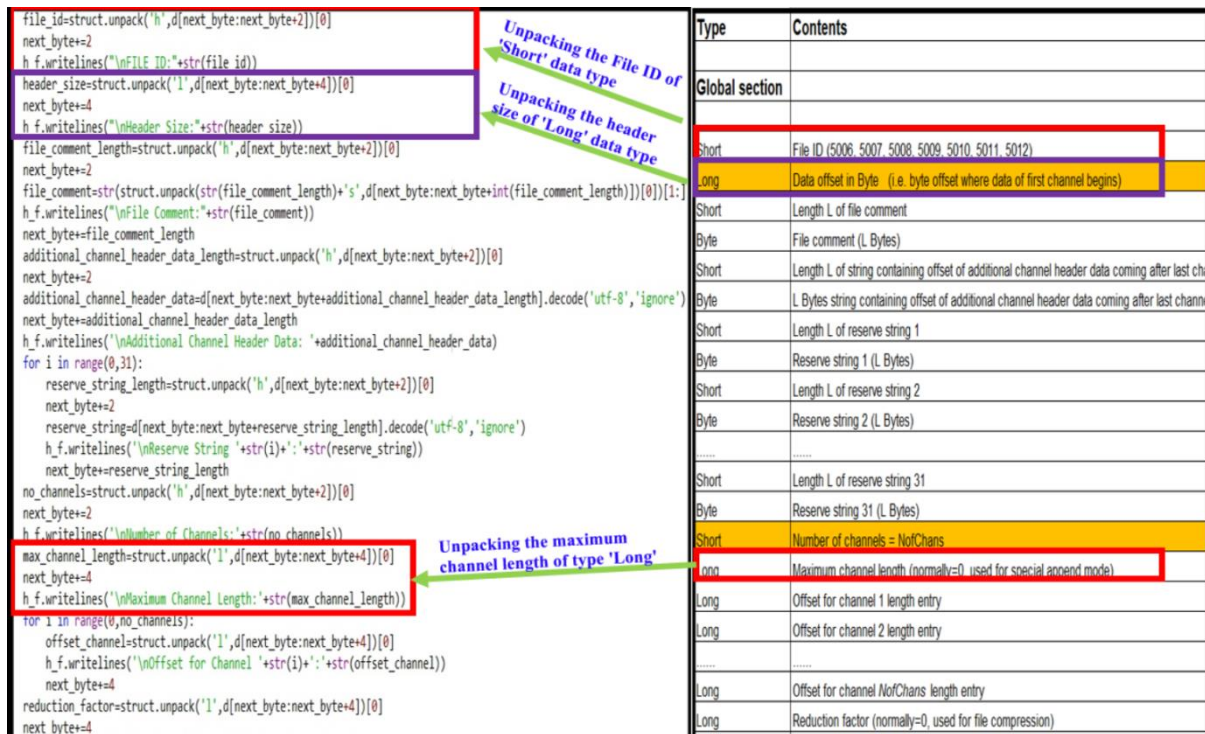 file_id=struct.unpack('h',d[next_byte:next_byte+2])[0]
next_byte+=2
h_f.writelines("\nFILE ID:"+str(file_id))
header_size=struct.unpack('l',d[next_byte:next_byte+4])[0]
next_byte+=4
h_f.writelines("\nHeader Size:"+str(header_size))
file_comment_length=struct.unpack('h',d[next_byte:next_byte+2])[0]
next_byte+=2
file_comment=str(struct.unpack(str(file_comment_length)+'s',d[next_byte:next_byte+int(file_comment_length)])[0])[1:]
h_f.writelines("\nFile Comment:"+str(file_comment))
next_byte+=file_comment_length
additional_channel_header_data_length=struct.unpack('h',d[next_byte:next_byte+2])[0]
next_byte+=2
additional_channel_header_data=d[next_byte:next_byte+additional_channel_header_data_length].decode('utf-8','ignore')
next_byte+=additional_channel_header_data_length
h_f.writelines('\nAdditional Channel Header Data: '+additional_channel_header_data)
for i in range(0,31):
    reserve_string_length=struct.unpack('h',d[next_byte:next_byte+2])[0]
    next_byte+=2
    reserve_string=d[next_byte:next_byte+reserve_string_length].decode('utf-8','ignore')
    h_f.writelines('\nReserve String '+str(i)+':'+str(reserve_string))
    next_byte+=reserve_string_length
no_channels=struct.unpack('h',d[next_byte:next_byte+2])[0]
next_byte+=2
h_f.writelines('\nNumber of Channels:'+str(no_channels))
max_channel_length=struct.unpack('l',d[next_byte:next_byte+4])[0]
next_byte+=4
h_f.writelines('\nMaximum Channel Length:'+str(max_channel_length))
for i in range(0,no_channels):
    offset_channel=struct.unpack('l',d[next_byte:next_byte+4])[0]
    h_f.writelines('\nOffset for Channel '+str(i)+':'+str(offset_channel))
    next_byte+=4
reduction_factor=struct.unpack('l',d[next_byte:next_byte+4])[0]
next_byte+=4
Unpacking the File ID of
'Short' data type
Unpacking the header
size of 'Long' data type
Unpacking the maximum
channel length of type 'Long'
Type Contents
Global section
Short File ID (5006, 5007, 5008, 5009, 5010, 5011, 5012)
Long Data offset in Byte (i.e. byte offset where data of first channel begins)
Short Length L of file comment
Byte File comment (L Bytes)
Short Length L of string containing offset of additional channel header data coming after last cha
Byte L Bytes string containing offset of additional channel header data coming after last channe
Short Length L of reserve string 1
Byte Reserve string 1 (L Bytes)
Short Length L of reserve string 2
Byte Reserve string 2 (L Bytes)
...... ......
Short Length L of reserve string 31
Byte Reserve string 31 (L Bytes)
Short Number of channels = NofChans
Long Maximum channel length (normally=0, used for special append mode)
Long Offset for channel 1 length entry
Long Offset for channel 2 length entry
...... ......
Long Offset for channel NofChans length entry
Long Reduction factor (normally=0, used for file compression)